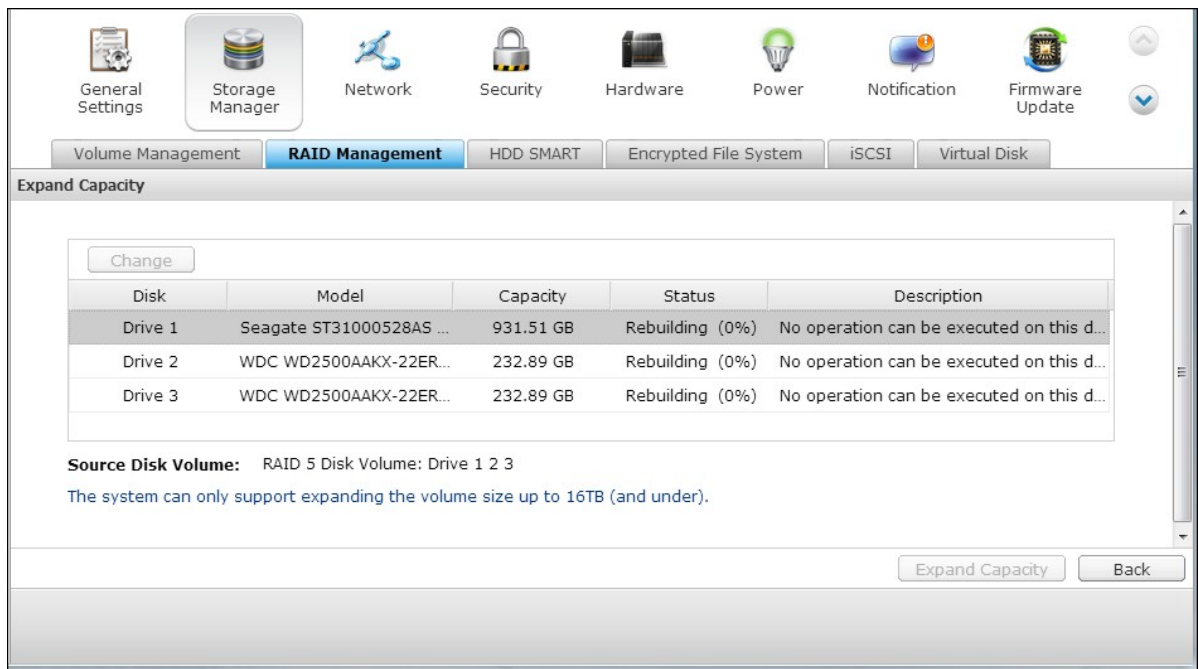 General Settings
Storage Manager
Network
Security
Hardware
Power
Notification
Firmware Update
Volume Management
RAID Management
HDD SMART
Encrypted File System
iSCSI
Virtual Disk
Expand Capacity
Change
Disk Model Capacity Status Description
Drive 1 Seagate ST31000528AS ... 931.51 GB Rebuilding (0%) No operation can be executed on this d...
Drive 2 WDC WD2500AAKX-22ER... 232.89 GB Rebuilding (0%) No operation can be executed on this d...
Drive 3 WDC WD2500AAKX-22ER... 232.89 GB Rebuilding (0%) No operation can be executed on this d...
Source Disk Volume: RAID 5 Disk Volume: Drive 1 2 3
The system can only support expanding the volume size up to 16TB (and under).
Expand Capacity
Back